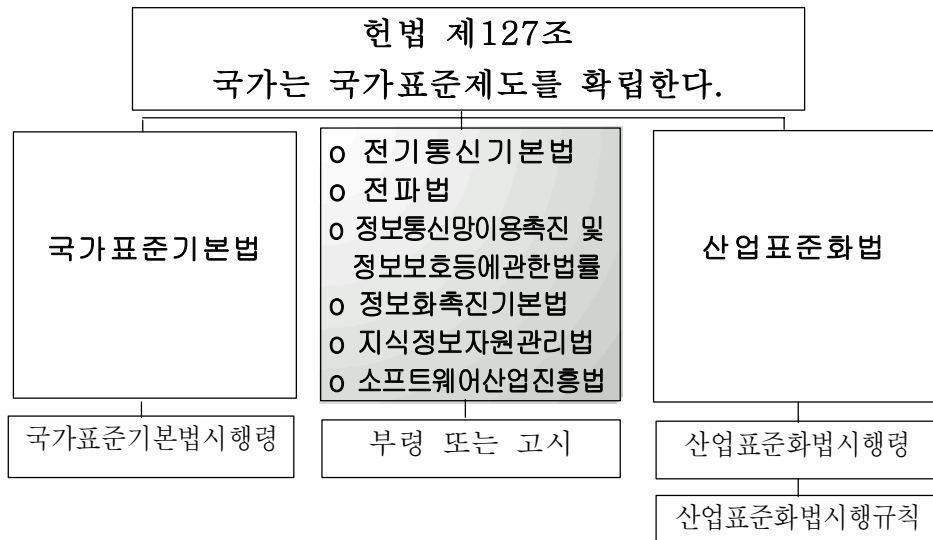 헌법 제127조
국가는 국가표준제도를 확립한다.
국가표준기본법
o 전기통신기본법
o 전파법
o 정보통신망이용촉진 및
정보보호등에관한법률
o 정보화촉진기본법
o 지식정보자원관리법
o 소프트웨어산업진흥법
산업표준화법
국가표준기본법시행령
부령 또는 고시
산업표준화법시행령
산업표준화법시행규칙